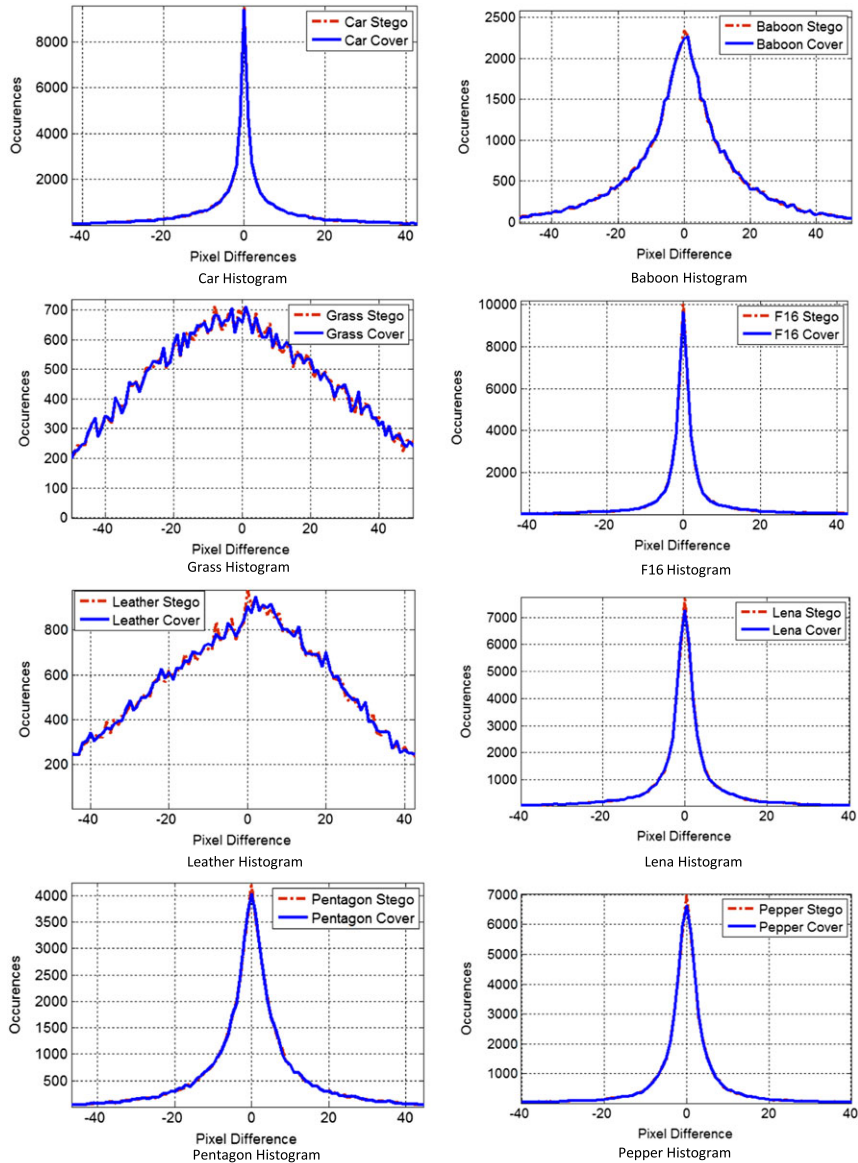 Car Stego
Car Cover
8000
6000
4000
2000
Occurences
-40 -20 0 20 40
Pixel Differences
Car Histogram
Baboon Stego
Baboon Cover
2500
2000
1500
1000
500
0
Occurences
-40 -20 0 20 40
Pixel Difference
Baboon Histogram
Grass Stego
Grass Cover
700
600
500
400
300
200
100
0
Occurences
-40 -20 0 20 40
Pixel Difference
Grass Histogram
F16 Stego
F16 Cover
10000
8000
6000
4000
2000
Occurences
-40 -20 0 20 40
Pixel Difference
F16 Histogram
Leather Stego
Leather Cover
800
600
400
200
Occurences
-40 -20 0 20 40
Pixel Difference
Leather Histogram
Lena Stego
Lena Cover
7000
6000
5000
4000
3000
2000
1000
Occurences
-40 -20 0 20 40
Pixel Difference
Lena Histogram
Pentagon Stego
Pentagon Cover
4000
3500
3000
2500
2000
1500
1000
500
Occurences
-40 -20 0 20 40
Pixel Difference
Pentagon Histogram
Pepper Stego
Pepper Cover
7000
6000
5000
4000
3000
2000
1000
Occurences
-40 -20 0 20 40
Pixel Difference
Pepper Histogram